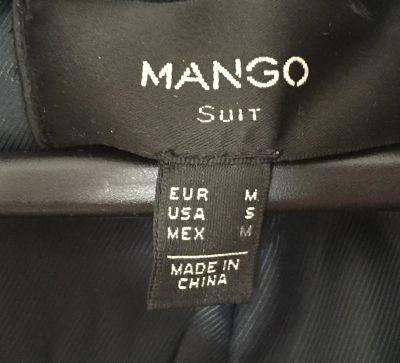 MANGO
SUIT
EUR M
USA S
MEX M
MADE IN
CHINA